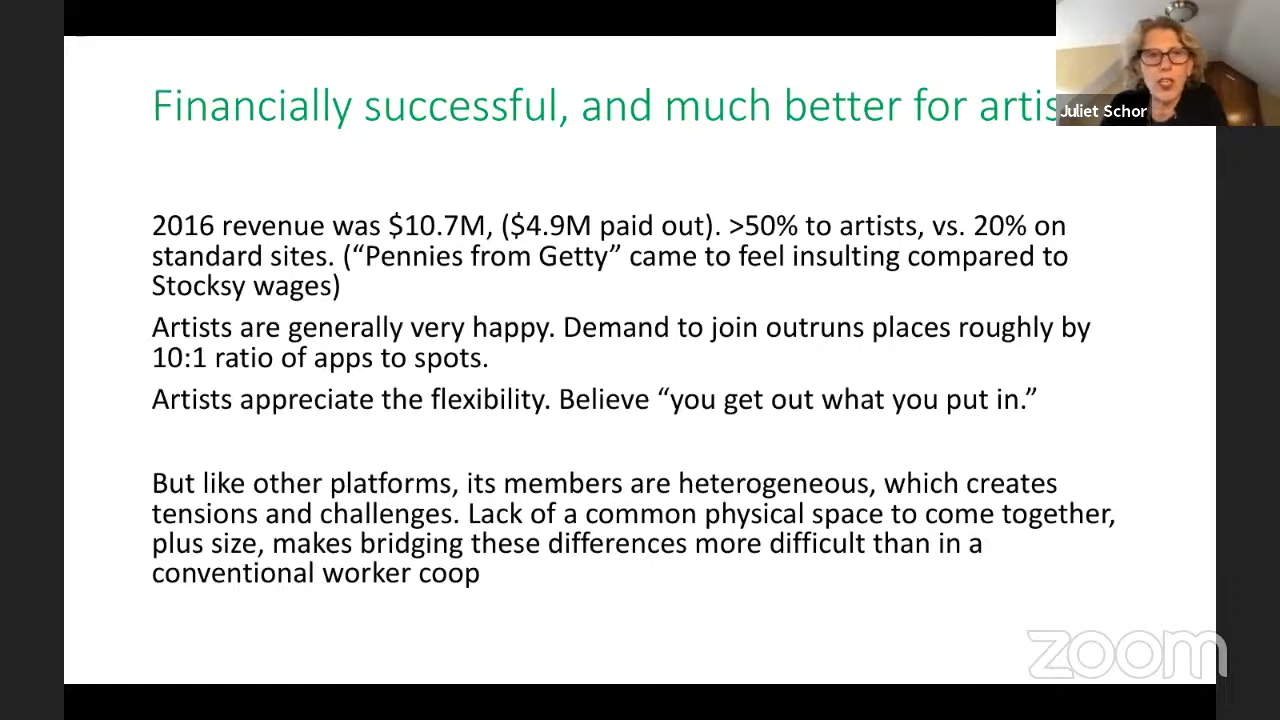 Financially successful, and much better for artis
Juliet Schor
2016 revenue was $10.7M, ($4.9M paid out). >50% to artists, vs. 20% on
standard sites. (“Pennies from Getty” came to feel insulting compared to
Stocksy wages)
Artists are generally very happy. Demand to join outruns places roughly by
10:1 ratio of apps to spots.
Artists appreciate the flexibility. Believe “you get out what you put in.”
But like other platforms, its members are heterogeneous, which creates
tensions and challenges. Lack of a common physical space to come together,
plus size, makes bridging these differences more difficult than in a
conventional worker coop
zoom